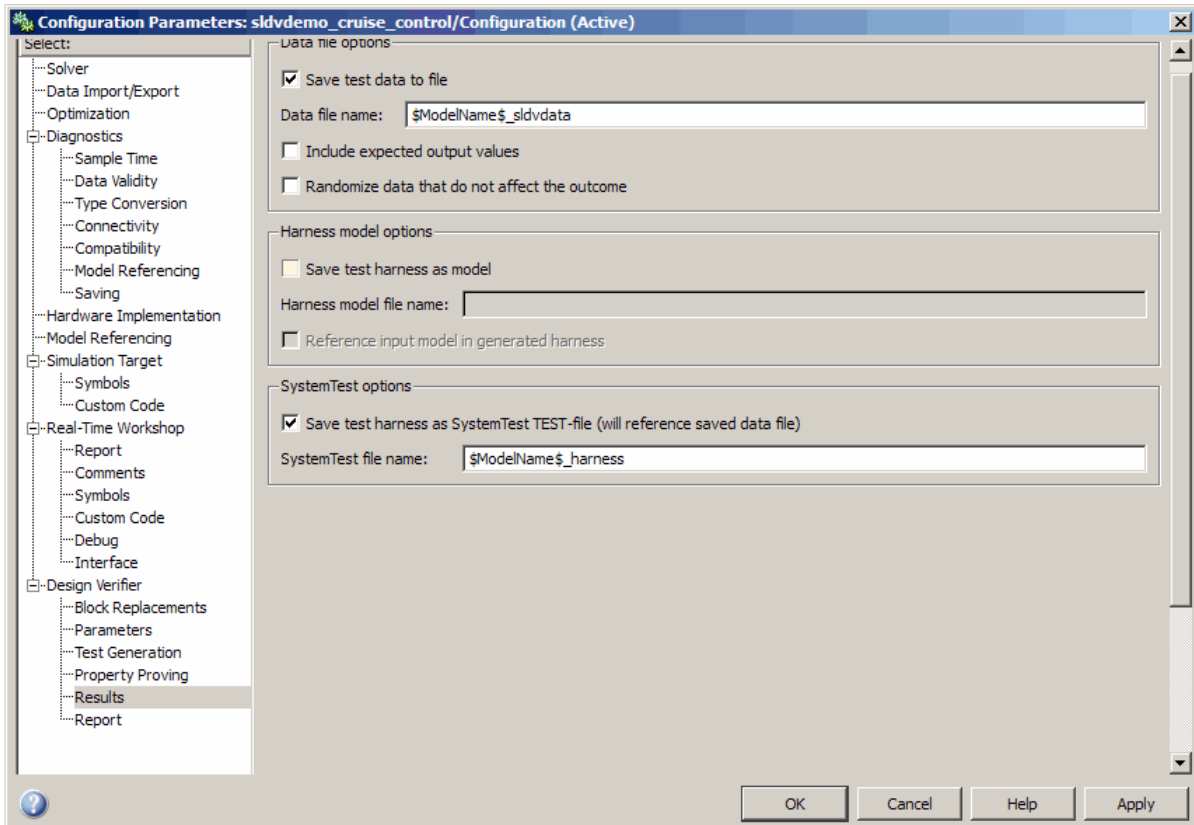 Configuration Parameters: sldvdemo_cruise_control/Configuration (Active)
Select:
Solver
Data Import/Export
Optimization
Diagnostics
Sample Time
Data Validity
Type Conversion
Connectivity
Compatibility
Model Referencing
Saving
Hardware Implementation
Model Referencing
Simulation Target
Symbols
Custom Code
Real-Time Workshop
Report
Comments
Symbols
Custom Code
Debug
Interface
Design Verifier
Block Replacements
Parameters
Test Generation
Property Proving
Results
Report
Data file options
Save test data to file
Data file name: $ModelName$_sldvdata
Include expected output values
Randomize data that do not affect the outcome
Harness model options
Save test harness as model
Harness model file name:
Reference input model in generated harness
SystemTest options
Save test harness as SystemTest TEST-file (will reference saved data file)
SystemTest file name: $ModelName$_harness
OK Cancel Help Apply